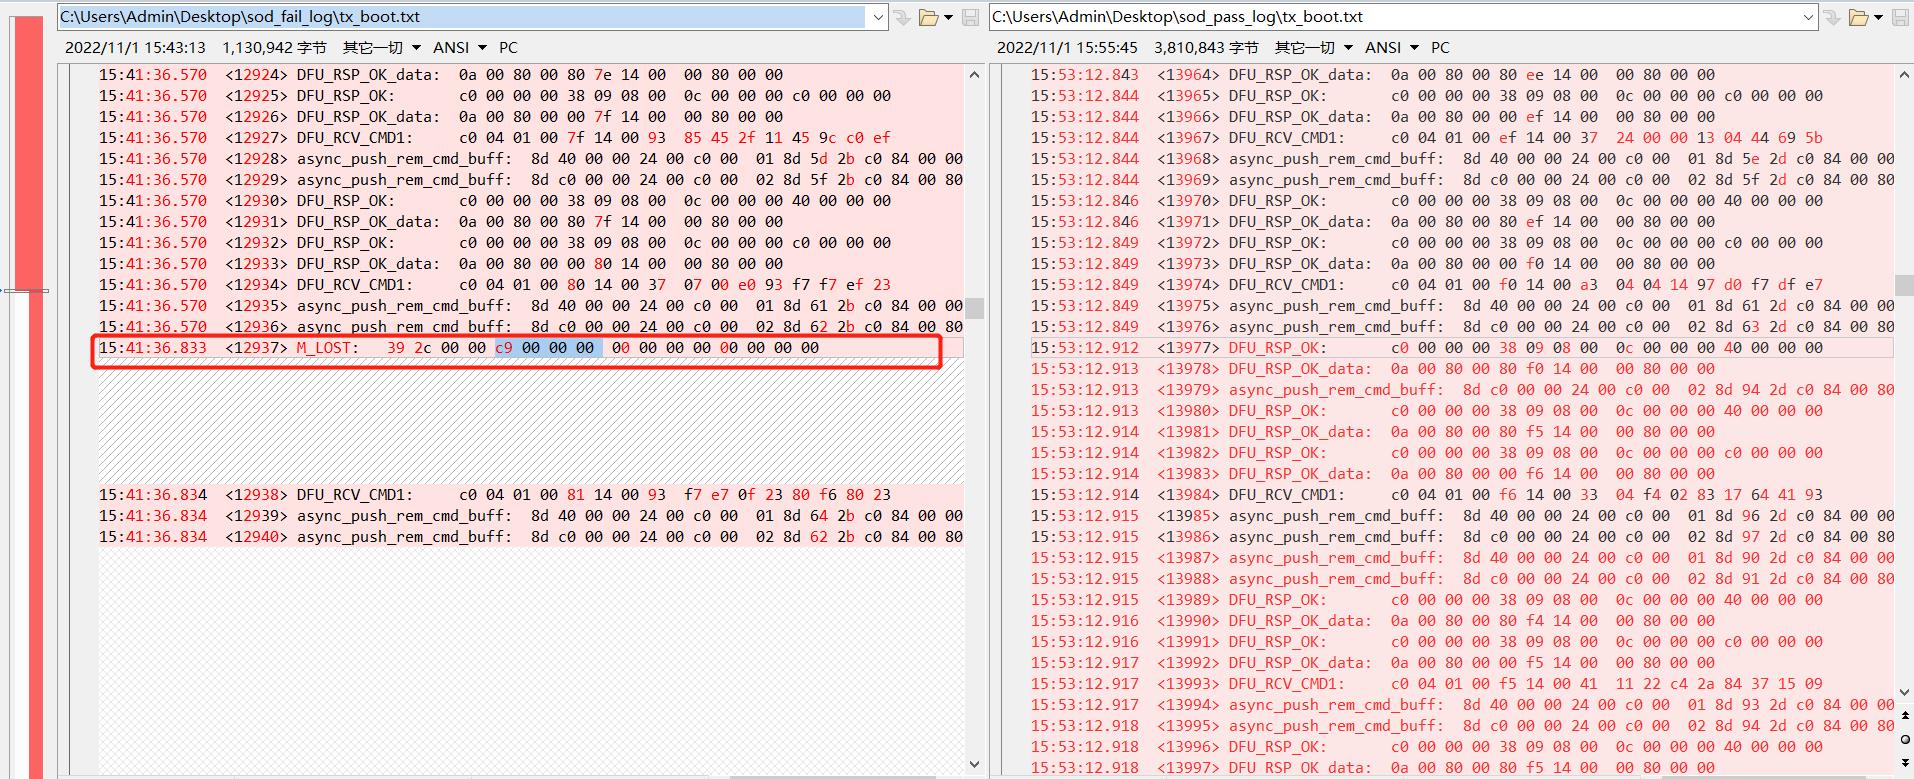 C:\Users\Admin\Desktop\sod_fail_log\tx_boot.txt
2022/11/1 15:43:13 1,130,942 字节 其它一切 ANSI PC
15:41:36.570 <12924> DFU_RSP_OK_data: 0a 00 80 00 80 7e 14 00 00 80 00 00
15:41:36.570 <12925> DFU_RSP_OK: c0 00 00 00 38 09 08 00 0c 00 00 00 c0 00 00 00
15:41:36.570 <12926> DFU_RSP_OK_data: 0a 00 80 00 00 7f 14 00 00 80 00 00
15:41:36.570 <12927> DFU_RCV_CMD1: c0 04 01 00 7f 14 00 93 85 45 2f 11 45 9c c0 ef
15:41:36.570 <12928> async_push_rem_cmd_buff: 8d 40 00 00 24 00 c0 00 01 8d 5d 2b c0 84 00 00
15:41:36.570 <12929> async_push_rem_cmd_buff: 8d c0 00 00 24 00 c0 00 02 8d 5f 2b c0 84 00 80
15:41:36.570 <12930> DFU_RSP_OK: c0 00 00 00 38 09 08 00 0c 00 00 00 40 00 00 00
15:41:36.570 <12931> DFU_RSP_OK_data: 0a 00 80 00 80 7f 14 00 00 80 00 00
15:41:36.570 <12932> DFU_RSP_OK: c0 00 00 00 38 09 08 00 0c 00 00 00 c0 00 00 00
15:41:36.570 <12933> DFU_RSP_OK_data: 0a 00 80 00 00 80 14 00 00 80 00 00
15:41:36.570 <12934> DFU_RCV_CMD1: c0 04 01 00 80 14 00 37 07 00 e0 93 f7 f7 ef 23
15:41:36.570 <12935> async_push_rem_cmd_buff: 8d 40 00 00 24 00 c0 00 01 8d 61 2b c0 84 00 00
15:41:36.570 <12936> async_push_rem_cmd_buff: 8d c0 00 00 24 00 c0 00 02 8d 62 2b c0 84 00 80
15:41:36.833 <12937> M_LOST: 39 2c 00 00 c9 00 00 00 00 00 00 00 00 00 00 00
15:41:36.834 <12938> DFU_RCV_CMD1: c0 04 01 00 81 14 00 93 f7 e7 0f 23 80 f6 80 23
15:41:36.834 <12939> async_push_rem_cmd_buff: 8d 40 00 00 24 00 c0 00 01 8d 64 2b c0 84 00 00
15:41:36.834 <12940> async_push_rem_cmd_buff: 8d c0 00 00 24 00 c0 00 02 8d 62 2b c0 84 00 80
C:\Users\Admin\Desktop\sod_pass_log\tx_boot.txt
2022/11/1 15:55:45 3,810,843 字节 其它一切 ANSI PC
15:53:12.843 <13964> DFU_RSP_OK_data: 0a 00 80 00 80 ee 14 00 00 80 00 00
15:53:12.844 <13965> DFU_RSP_OK: c0 00 00 00 38 09 08 00 0c 00 00 00 c0 00 00 00
15:53:12.844 <13966> DFU_RSP_OK_data: 0a 00 80 00 00 ef 14 00 00 80 00 00
15:53:12.844 <13967> DFU_RCV_CMD1: c0 04 01 00 ef 14 00 37 24 00 00 13 04 44 69 5b
15:53:12.844 <13968> async_push_rem_cmd_buff: 8d 40 00 00 24 00 c0 00 01 8d 5e 2d c0 84 00 00
15:53:12.844 <13969> async_push_rem_cmd_buff: 8d c0 00 00 24 00 c0 00 02 8d 5f 2d c0 84 00 80
15:53:12.846 <13970> DFU_RSP_OK: c0 00 00 00 38 09 08 00 0c 00 00 00 40 00 00 00
15:53:12.846 <13971> DFU_RSP_OK_data: 0a 00 80 00 80 ef 14 00 00 80 00 00
15:53:12.849 <13972> DFU_RSP_OK: c0 00 00 00 38 09 08 00 0c 00 00 00 c0 00 00 00
15:53:12.849 <13973> DFU_RSP_OK_data: 0a 00 80 00 00 f0 14 00 00 80 00 00
15:53:12.849 <13974> DFU_RCV_CMD1: c0 04 01 00 f0 14 00 a3 04 04 14 97 d0 f7 df e7
15:53:12.849 <13975> async_push_rem_cmd_buff: 8d 40 00 00 24 00 c0 00 01 8d 61 2d c0 84 00 00
15:53:12.849 <13976> async_push_rem_cmd_buff: 8d c0 00 00 24 00 c0 00 02 8d 63 2d c0 84 00 80
15:53:12.912 <13977> DFU_RSP_OK: c0 00 00 00 38 09 08 00 0c 00 00 00 40 00 00 00
15:53:12.913 <13978> DFU_RSP_OK_data: 0a 00 80 00 80 f0 14 00 00 80 00 00
15:53:12.913 <13979> async_push_rem_cmd_buff: 8d c0 00 00 24 00 c0 00 02 8d 94 2d c0 84 00 80
15:53:12.913 <13980> DFU_RSP_OK: c0 00 00 00 38 09 08 00 0c 00 00 00 40 00 00 00
15:53:12.914 <13981> DFU_RSP_OK_data: 0a 00 80 00 80 f5 14 00 00 80 00 00
15:53:12.914 <13982> DFU_RSP_OK: c0 00 00 00 38 09 08 00 0c 00 00 00 c0 00 00 00
15:53:12.914 <13983> DFU_RSP_OK_data: 0a 00 80 00 00 f6 14 00 00 80 00 00
15:53:12.914 <13984> DFU_RCV_CMD1: c0 04 01 00 f6 14 00 33 04 f4 02 83 17 64 41 93
15:53:12.915 <13985> async_push_rem_cmd_buff: 8d 40 00 00 24 00 c0 00 01 8d 96 2d c0 84 00 00
15:53:12.915 <13986> async_push_rem_cmd_buff: 8d c0 00 00 24 00 c0 00 02 8d 97 2d c0 84 00 80
15:53:12.915 <13987> async_push_rem_cmd_buff: 8d 40 00 00 24 00 c0 00 01 8d 90 2d c0 84 00 00
15:53:12.915 <13988> async_push_rem_cmd_buff: 8d c0 00 00 24 00 c0 00 02 8d 91 2d c0 84 00 80
15:53:12.915 <13989> DFU_RSP_OK: c0 00 00 00 38 09 08 00 0c 00 00 00 40 00 00 00
15:53:12.916 <13990> DFU_RSP_OK_data: 0a 00 80 00 80 f4 14 00 00 80 00 00
15:53:12.916 <13991> DFU_RSP_OK: c0 00 00 00 38 09 08 00 0c 00 00 00 c0 00 00 00
15:53:12.917 <13992> DFU_RSP_OK_data: 0a 00 80 00 00 f5 14 00 00 80 00 00
15:53:12.917 <13993> DFU_RCV_CMD1: c0 04 01 00 f5 14 00 41 11 22 c4 2a 84 37 15 09
15:53:12.917 <13994> async_push_rem_cmd_buff: 8d 40 00 00 24 00 c0 00 01 8d 93 2d c0 84 00 00
15:53:12.918 <13995> async_push_rem_cmd_buff: 8d c0 00 00 24 00 c0 00 02 8d 94 2d c0 84 00 80
15:53:12.918 <13996> DFU_RSP_OK: c0 00 00 00 38 09 08 00 0c 00 00 00 40 00 00 00
15:53:12.918 <13997> DFU_RSP_OK_data: 0a 00 80 00 80 f5 14 00 00 80 00 00